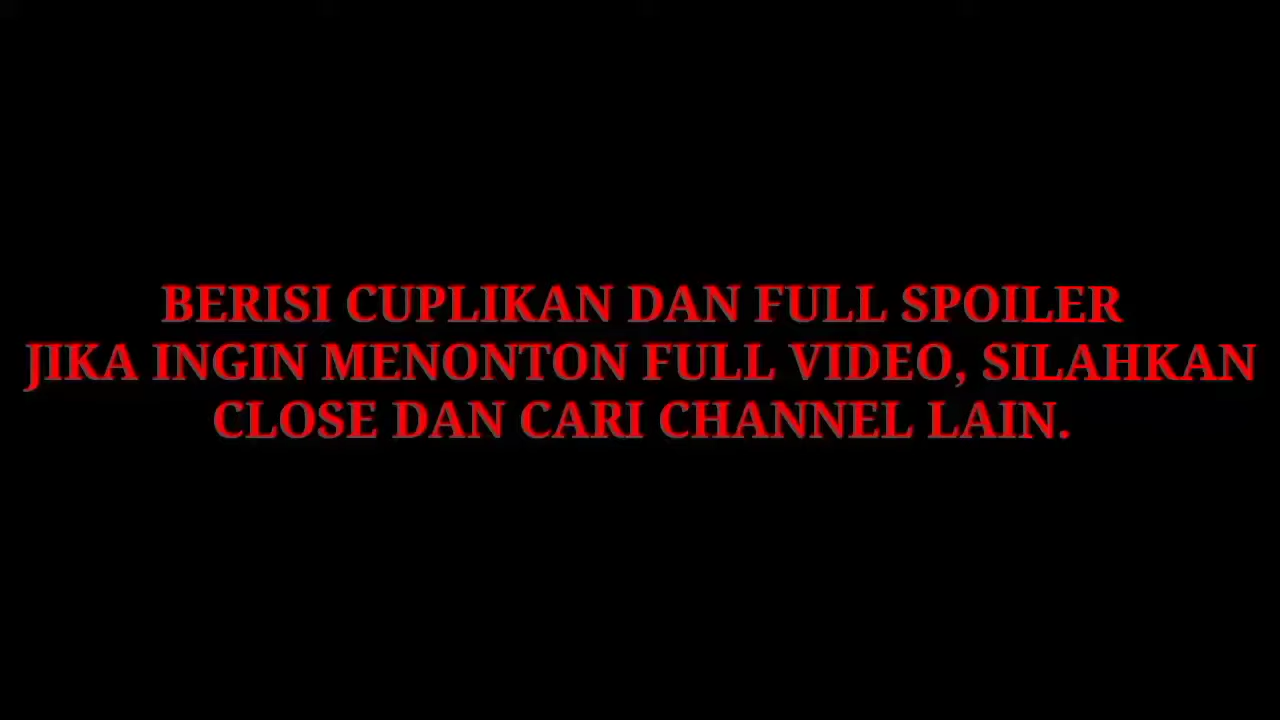 BERISI CUPLIKAN DAN FULL SPOILER
JIKA INGIN MENONTON FULL VIDEO, SILAHKAN
CLOSE DAN CARI CHANNEL LAIN.